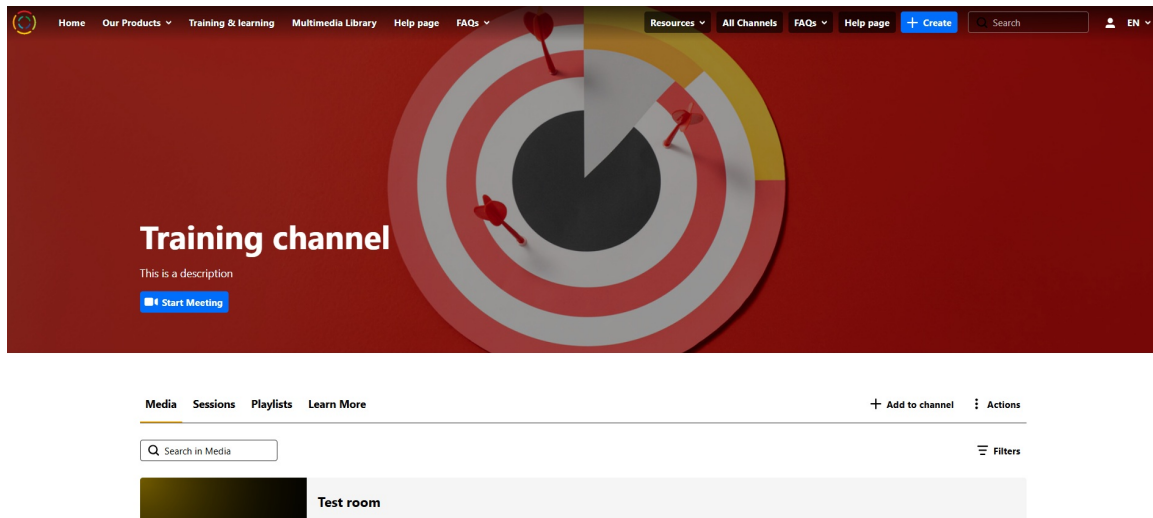 Home Our Products Training & learning Multimedia Library Help page FAQs Resources All Channels FAQs Help page + Create Search EN
Training channel
This is a description
Start Meeting
Media Sessions Playlists Learn More + Add to channel Actions
Search in Media Filters
Test room